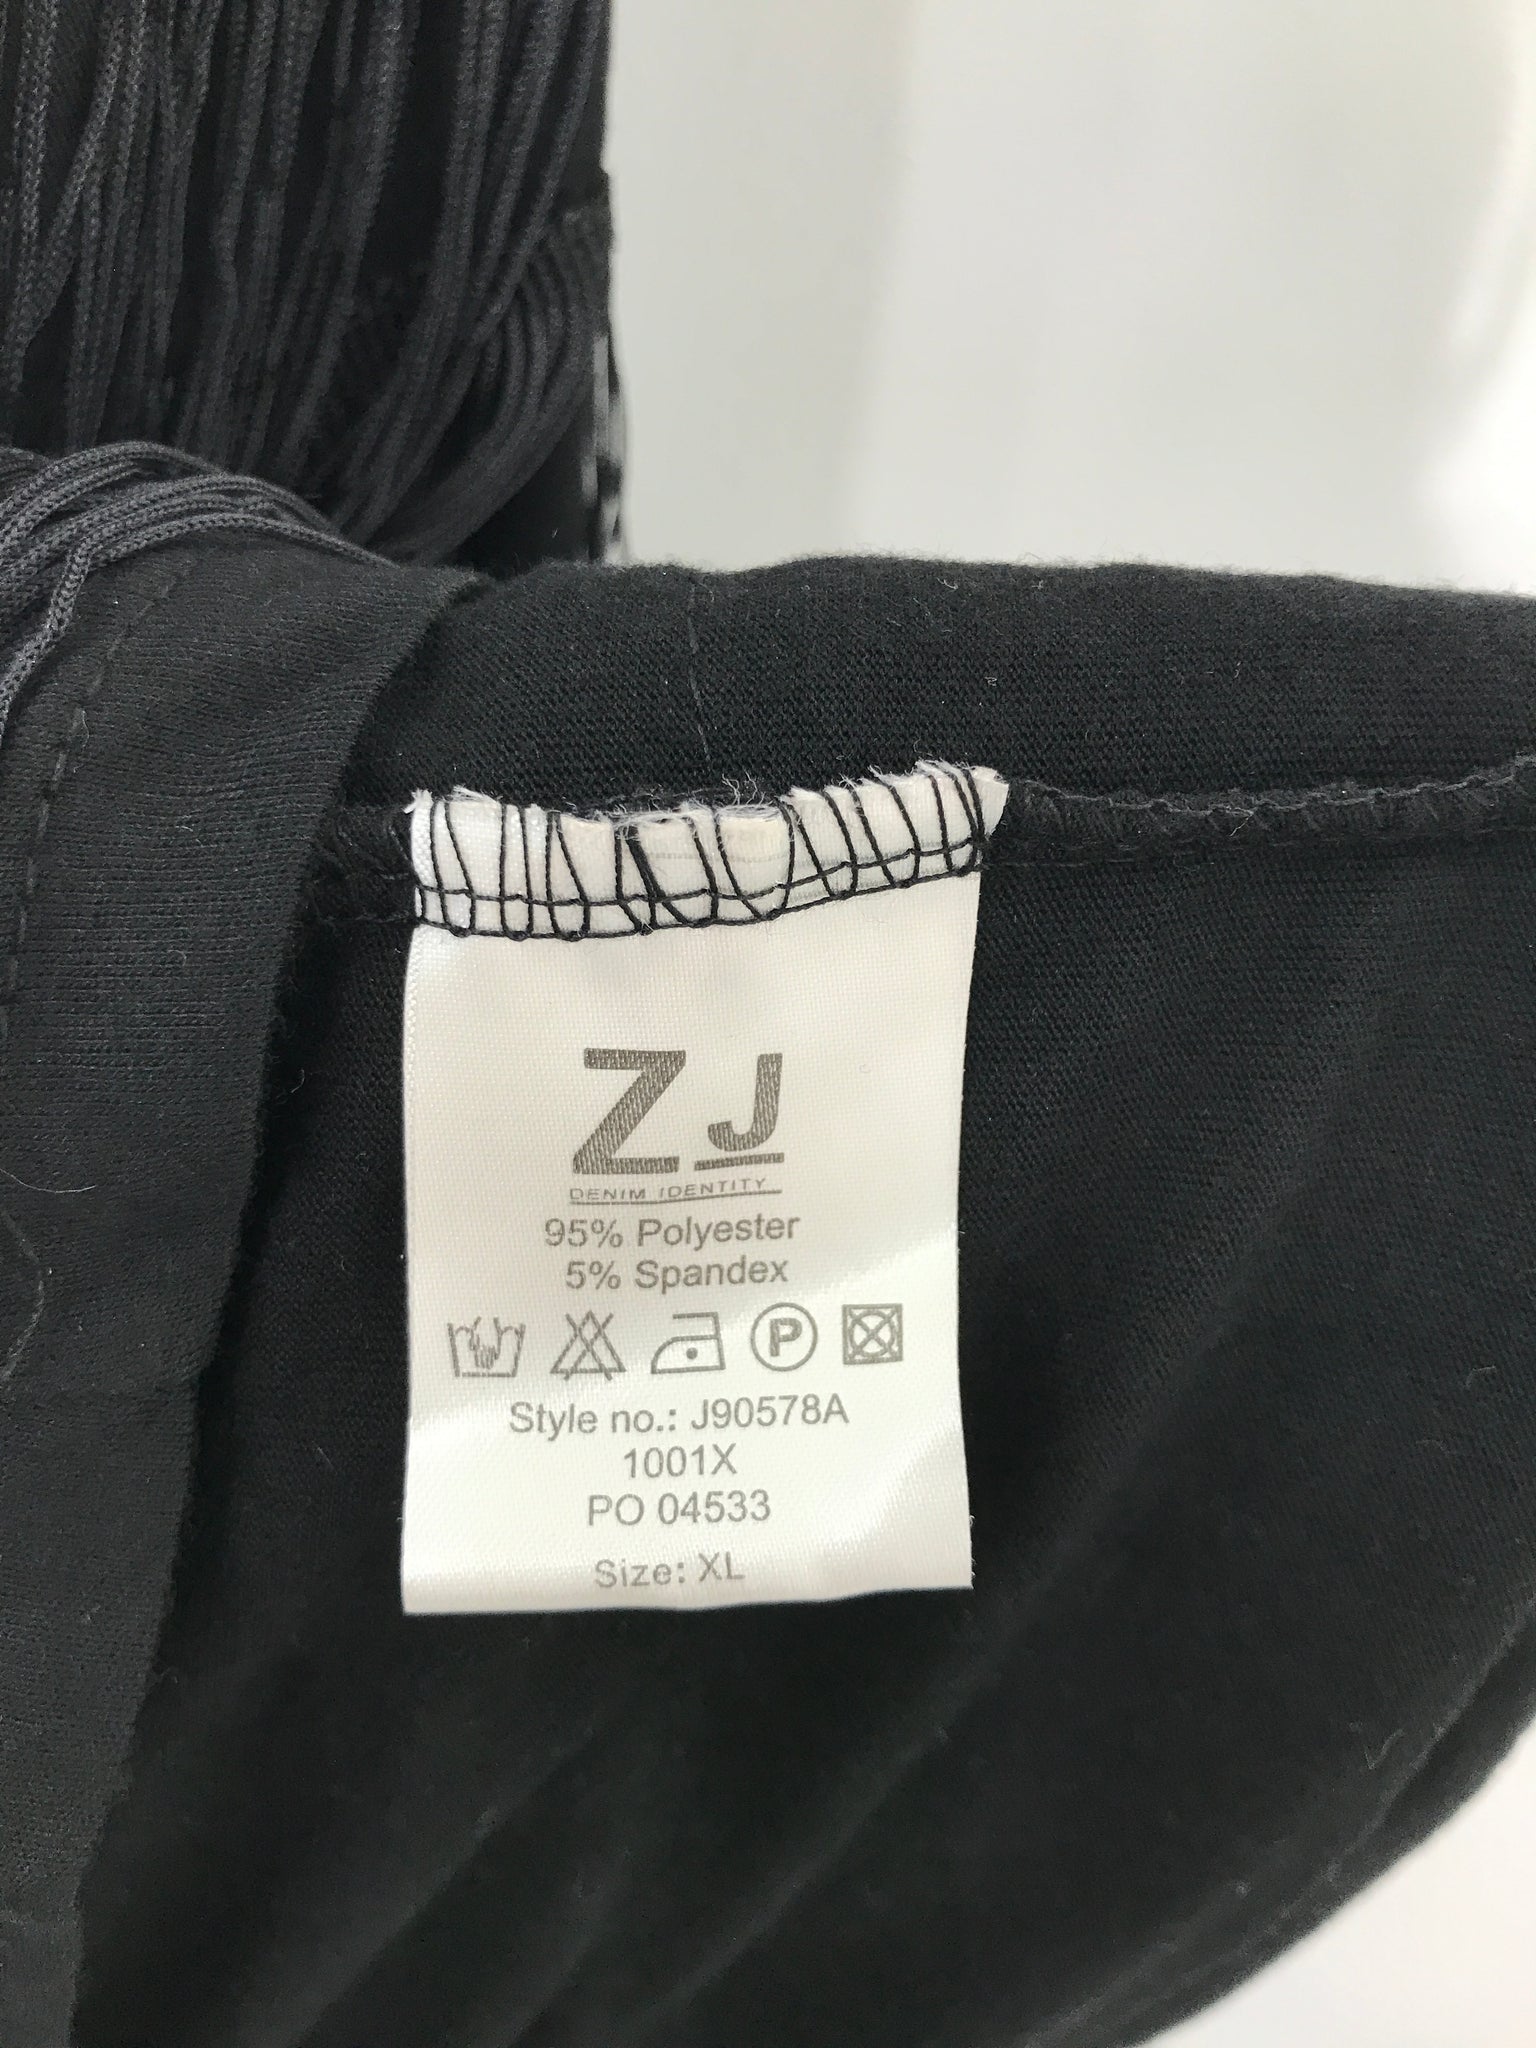 ZJ
DENIM IDENTITY
95% Polyester
5% Spandex
P
Style no.: J90578A
1001X
PO 04533
Size: XL